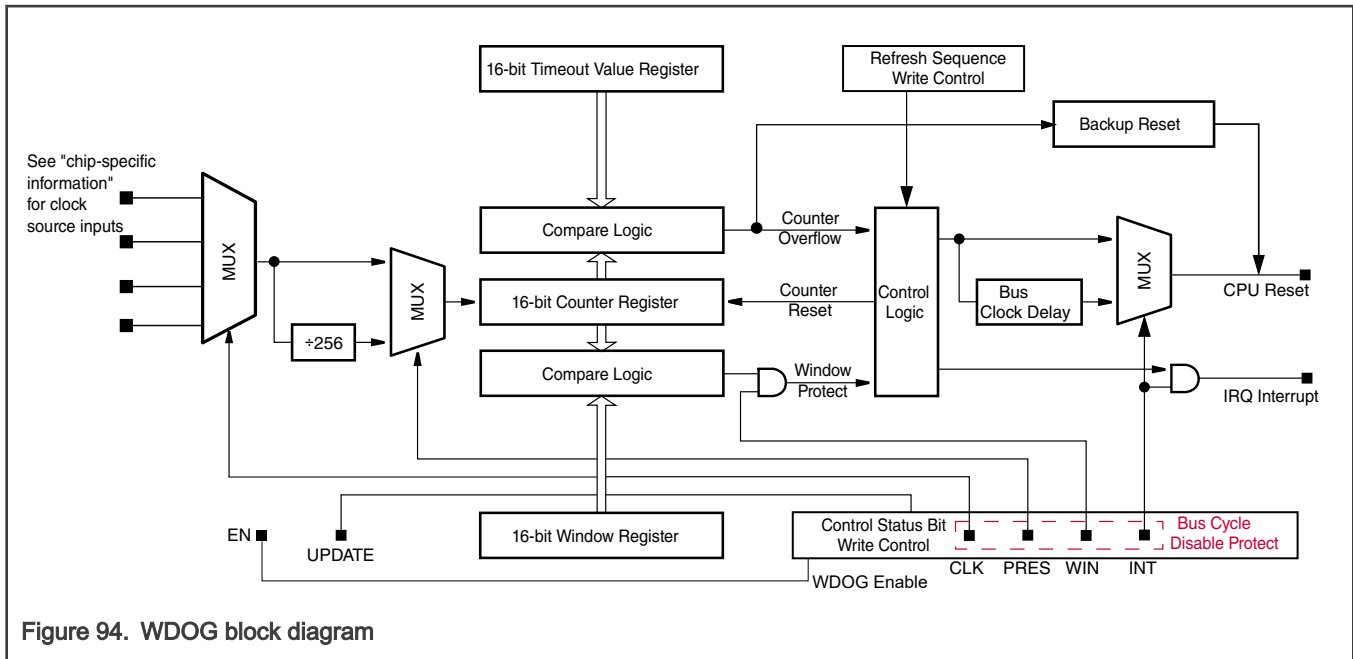 16-bit Timeout Value Register
Refresh Sequence
Write Control
Backup Reset
See "chip-specific
information"
for clock
source inputs
MUX
÷256
MUX
Compare Logic
16-bit Counter Register
Compare Logic
Counter
Overflow
Counter
Reset
Window
Protect
Control
Logic
Bus
Clock Delay
MUX
CPU Reset
IRQ Interrupt
EN
UPDATE
16-bit Window Register
Control Status Bit
Write Control
Bus Cycle
Disable Protect
WDOG Enable
CLK
PRES
WIN
INT
Figure 94. WDOG block diagram